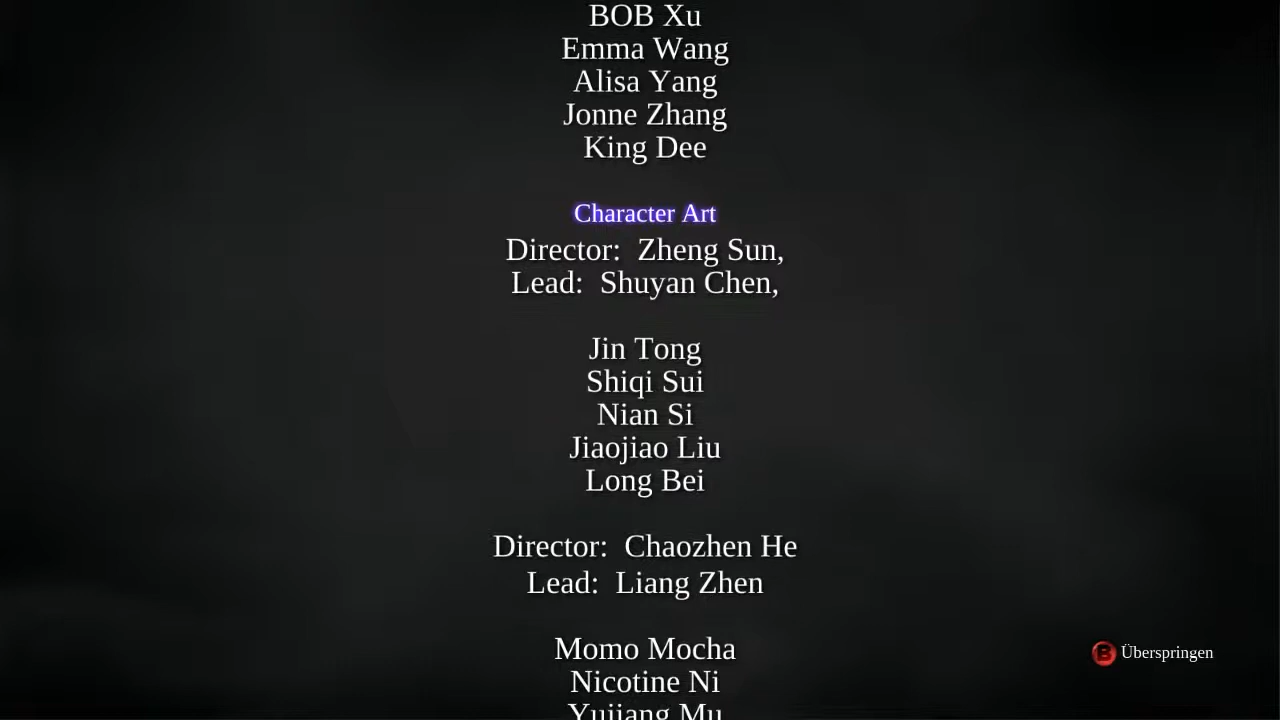 BOB Xu
Emma Wang
Alisa Yang
Jonne Zhang
King Dee
Character Art
Director:  Zheng Sun,
Lead:  Shuyan Chen,
Jin Tong
Shiqi Sui
Nian Si
Jiaojiao Liu
Long Bei
Director:  Chaozhen He
Lead:  Liang Zhen
Momo Mocha
B Überspringen
Nicotine Ni
Yujiang Mu